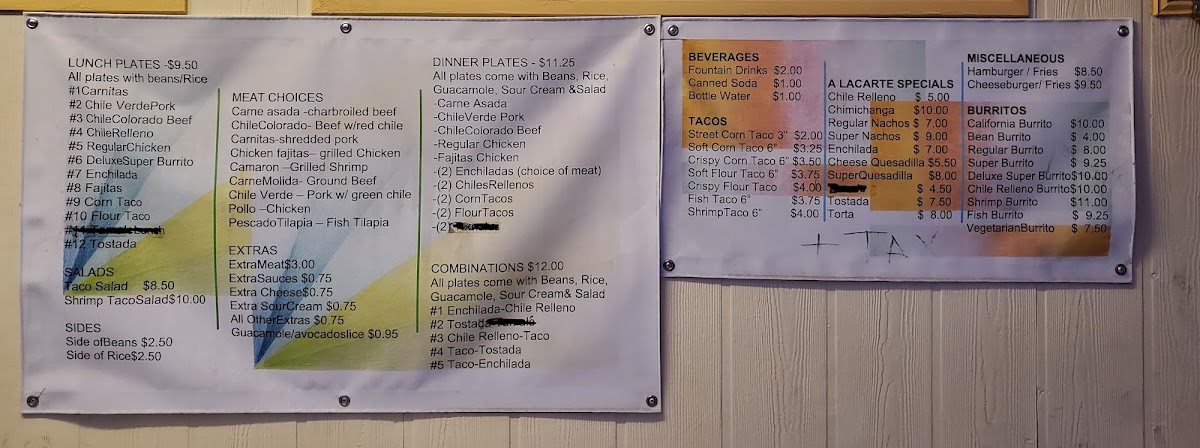 LUNCH PLATES -$9.50
All plates with beans/Rice
#1Carnitas
#2 Chile VerdePork
#3 ChileColorado Beef
#4 ChileRelleno
#5 RegularChicken
#6 DeluxeSuper Burrito
#7 Enchilada
#8 Fajitas
#9 Corn Taco
#10 Flour Taco
#12 Tostada
SALADS
Taco Salad $8.50
Shrimp TacoSalad$10.00
SIDES
Side ofBeans $2.50
Side of Rice$2.50
MEAT CHOICES
Carne asada -charbroiled beef
ChileColorado- Beef w/red chile
Carnitas-shredded pork
Chicken fajitas– grilled Chicken
Camaron –Grilled Shrimp
CarneMolida- Ground Beef
Chile Verde – Pork w/ green chile
Pollo –Chicken
PescadoTilapia – Fish Tilapia
EXTRAS
ExtraMeat$3.00
ExtraSauces $0.75
Extra Cheese$0.75
Extra SourCream $0.75
All OtherExtras $0.75
Guacamole/avocadoslice $0.95
DINNER PLATES - $11.25
All plates come with Beans, Rice,
Guacamole, Sour Cream &Salad
-Carne Asada
-ChileVerde Pork
-ChileColorado Beef
-Regular Chicken
-Fajitas Chicken
-(2) Enchiladas (choice of meat)
-(2) ChilesRellenos
-(2) CornTacos
-(2) FlourTacos
-(2)
COMBINATIONS $12.00
All plates come with Beans, Rice,
Guacamole, Sour Cream& Salad
#1 Enchilada-Chile Relleno
#2 Tostada
#3 Chile Relleno-Taco
#4 Taco-Tostada
#5 Taco-Enchilada
BEVERAGES
Fountain Drinks $2.00
Canned Soda $1.00
Bottle Water $1.00
TACOS
Street Corn Taco 3" $2.00
Soft Corn Taco 6" $3.25
Crispy Corn Taco 6" $3.50
Soft Flour Taco 6" $3.75
Crispy Flour Taco $4.00
Fish Taco 6" $3.75
ShrimpTaco 6" $4.00
A LACARTE SPECIALS
Chile Relleno $ 5.00
Chimichanga $10.00
Regular Nachos $ 7.00
Super Nachos $ 9.00
Enchilada $ 7.00
Cheese Quesadilla $5.50
SuperQuesadilla $8.00
$ 4.50
Tostada $ 7.50
Torta $ 8.00
MISCELLANEOUS
Hamburger / Fries $8.50
Cheeseburger/ Fries $9.50
BURRITOS
California Burrito $10.00
Bean Burrito $ 4.00
Regular Burrito $ 8.00
Super Burrito $ 9.25
Deluxe Super Burrito$10.00
Chile Relleno Burrito$10.00
Shrimp Burrito $11.00
Fish Burrito $ 9.25
VegetarianBurrito $ 7.50
+ TAX